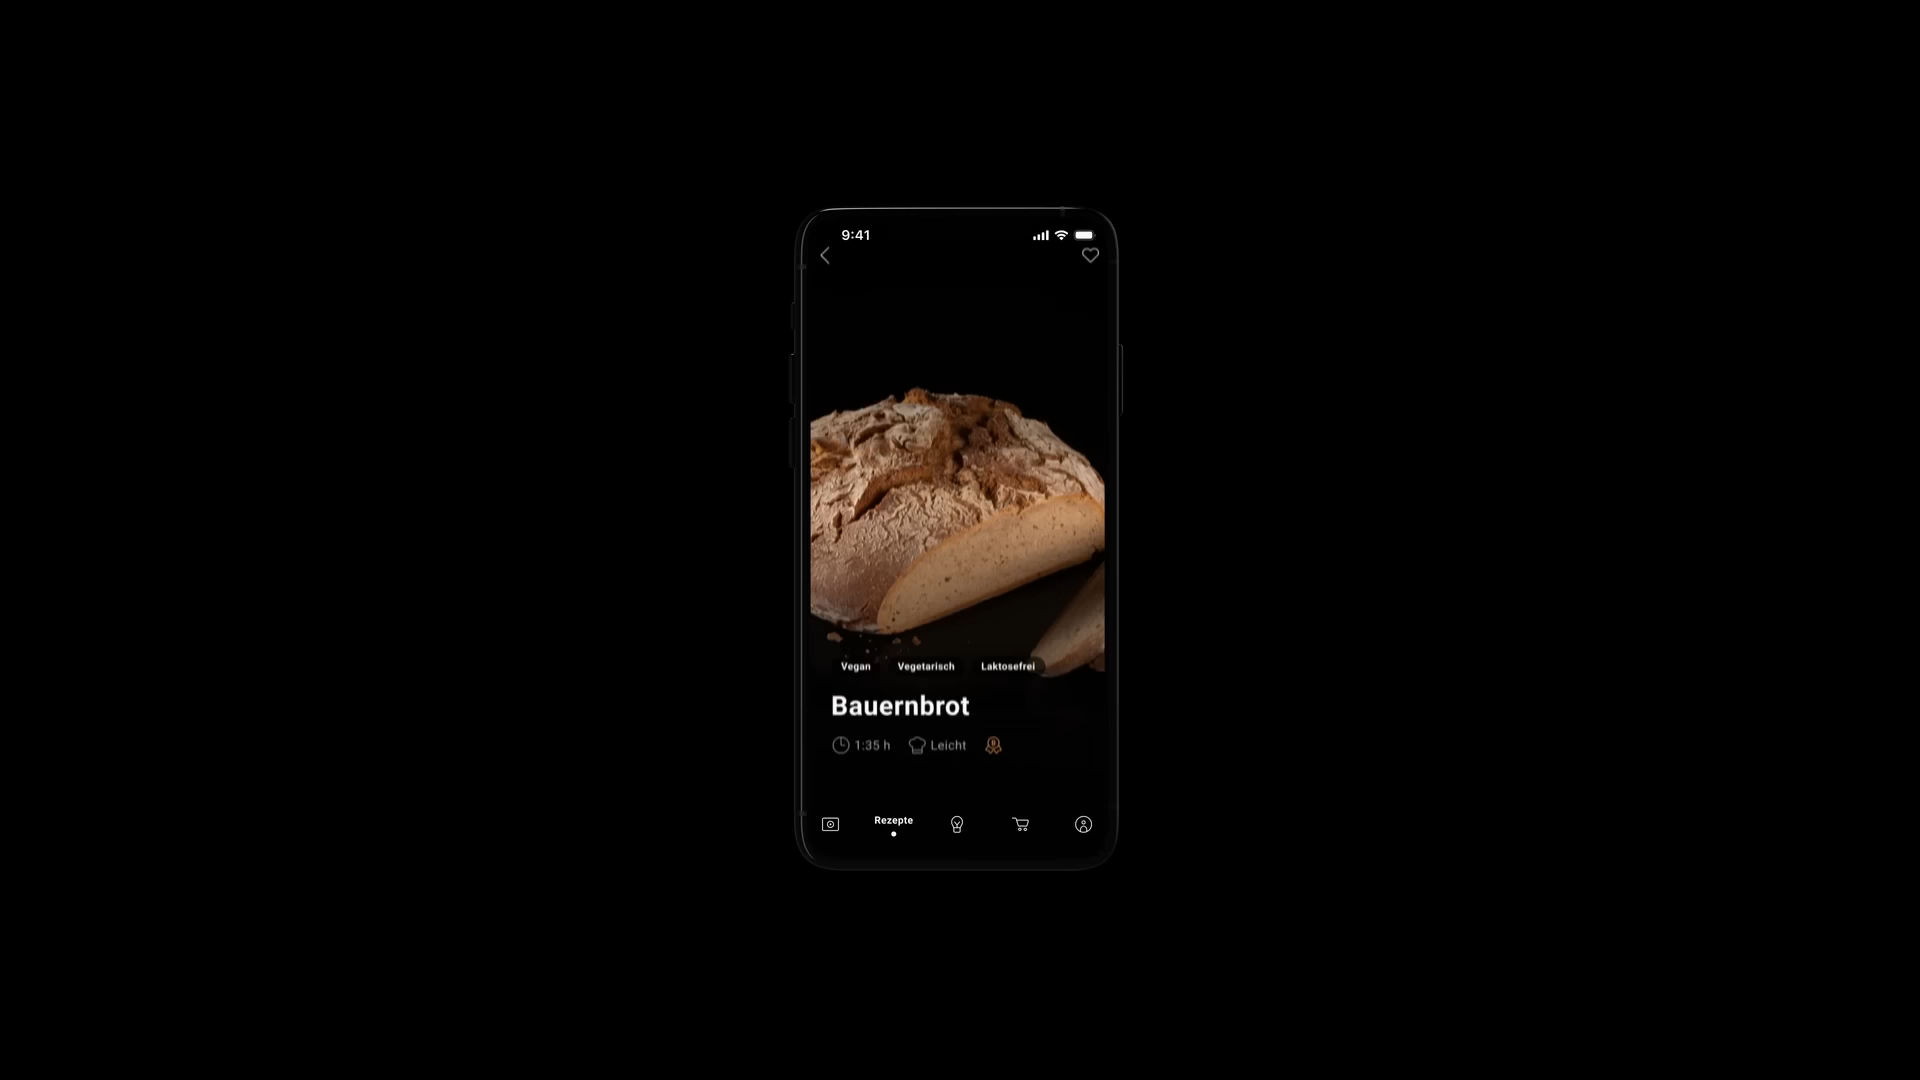 9:41
Vegan Vegetarisch Laktosefrei
Bauernbrot
1:35 h Leicht
Rezepte